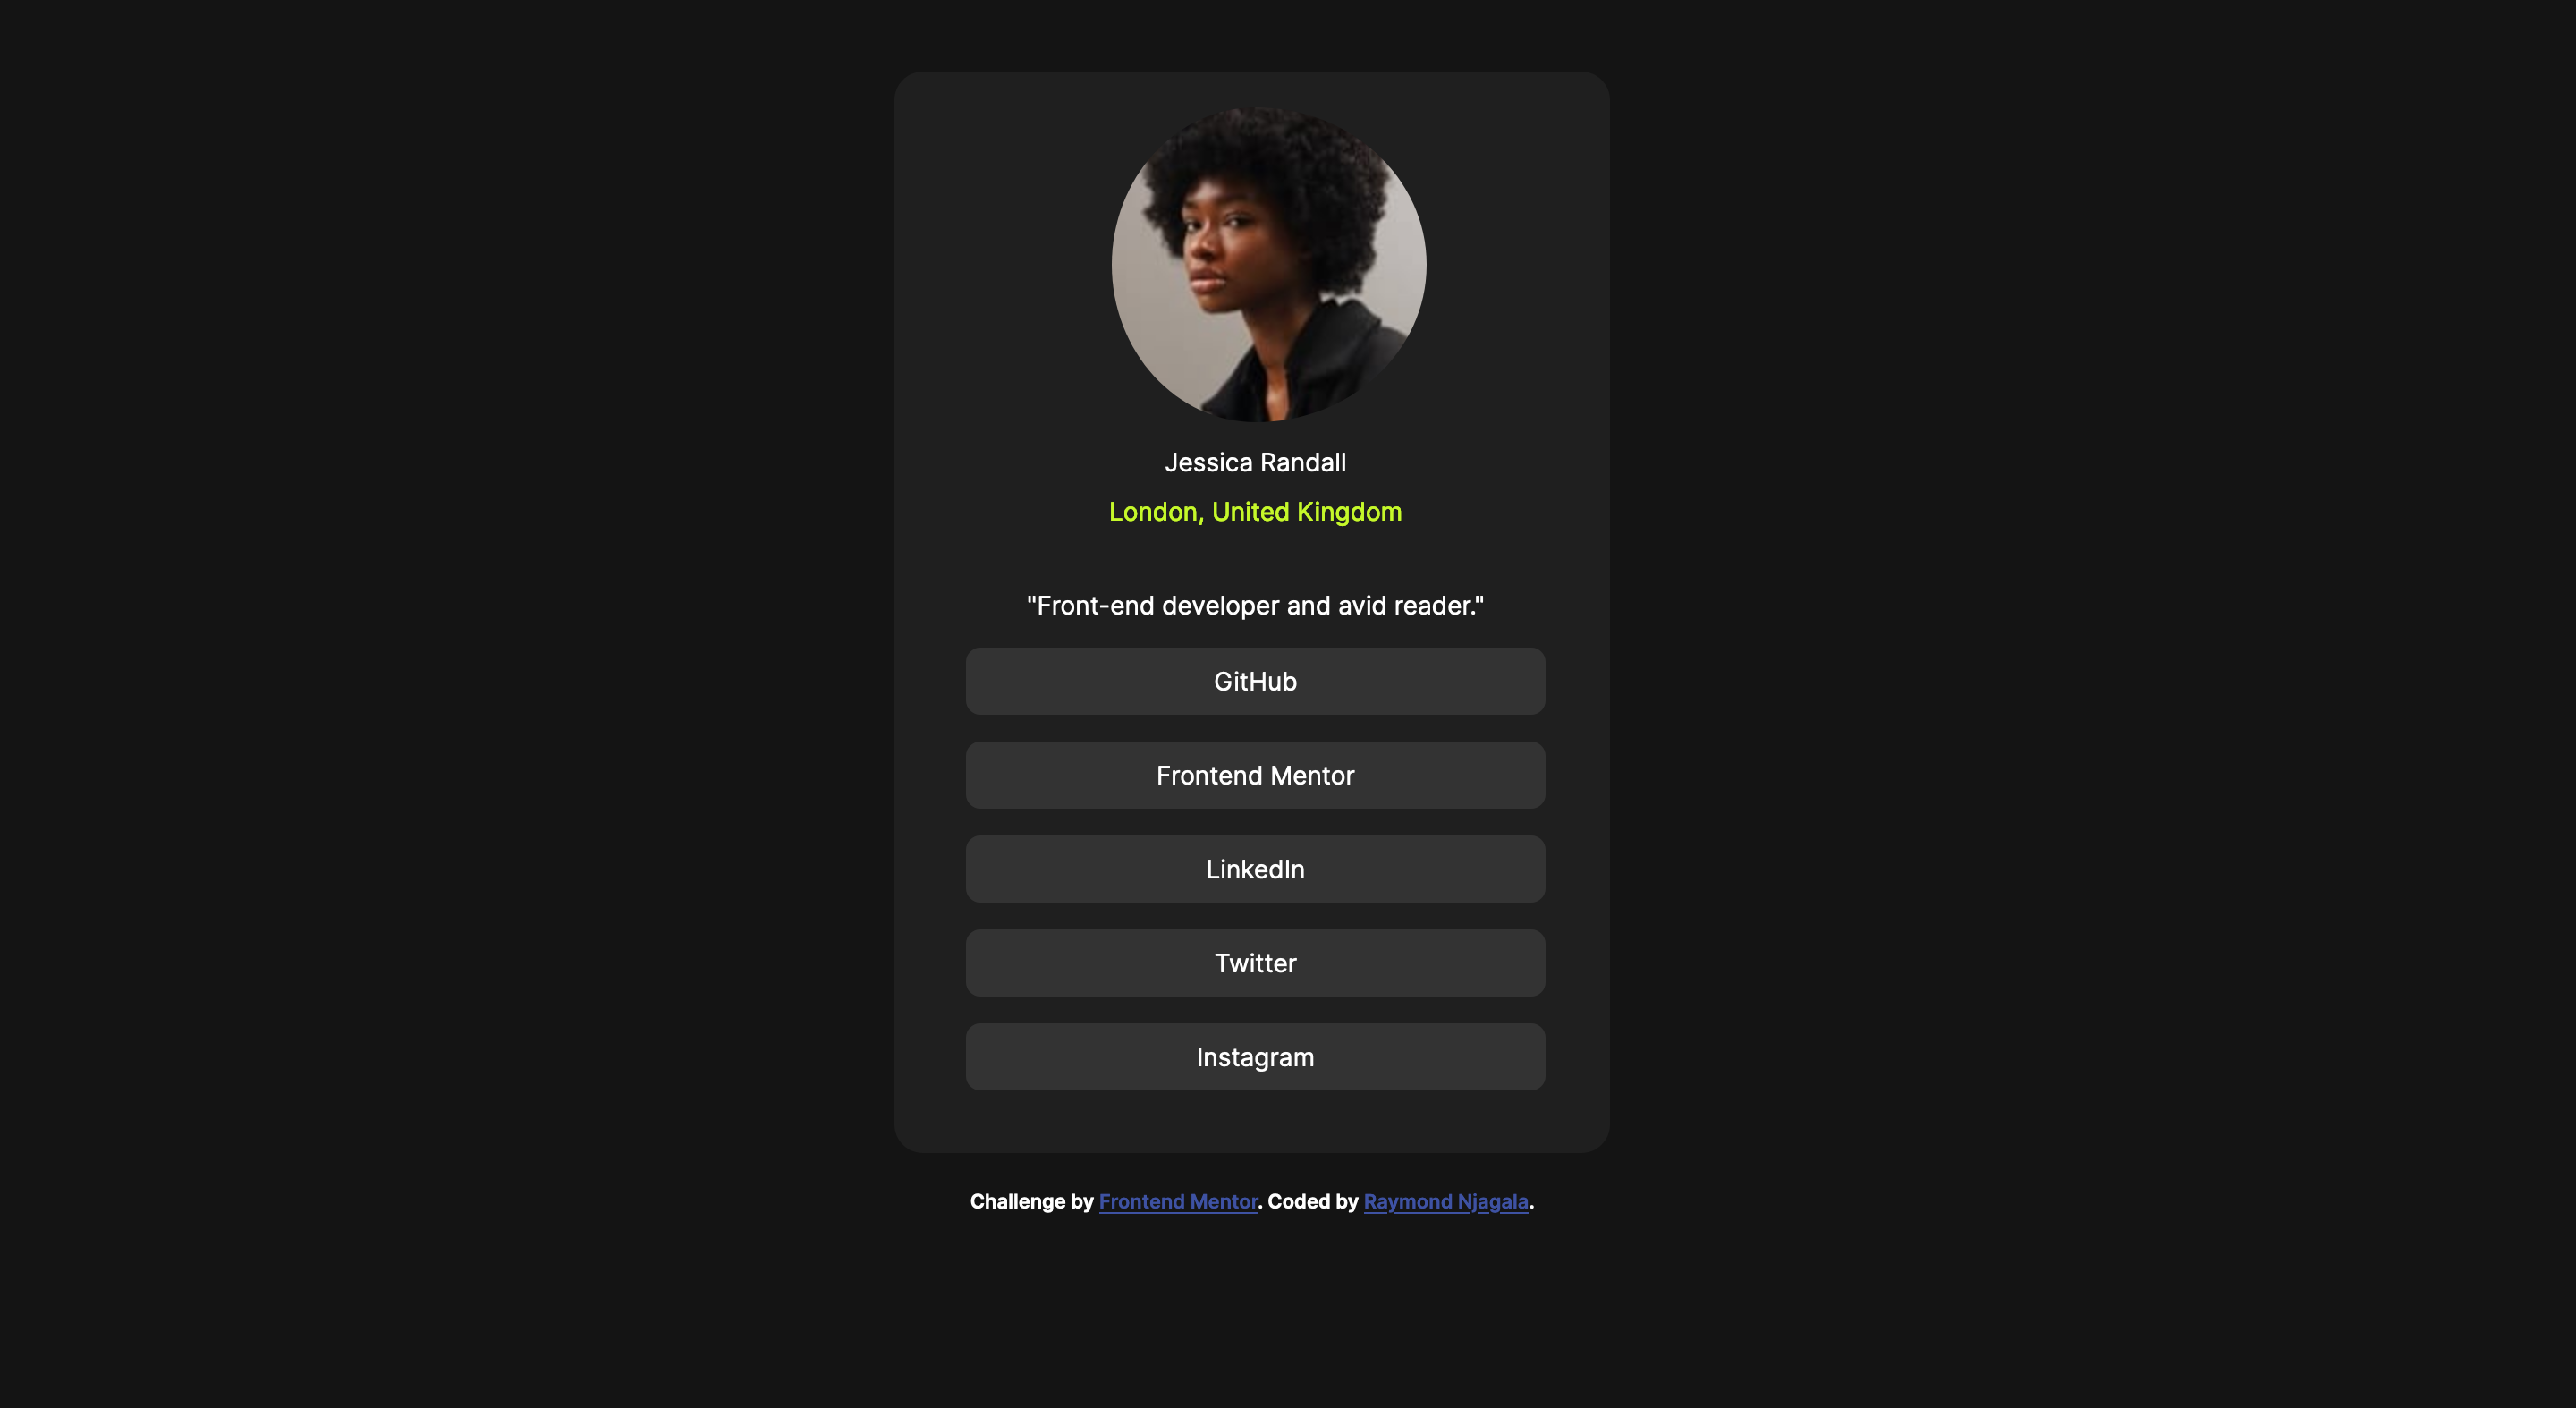 Jessica Randall
London, United Kingdom
"Front-end developer and avid reader."
GitHub
Frontend Mentor
LinkedIn
Twitter
Instagram
Challenge by Frontend Mentor. Coded by Raymond Njagala.